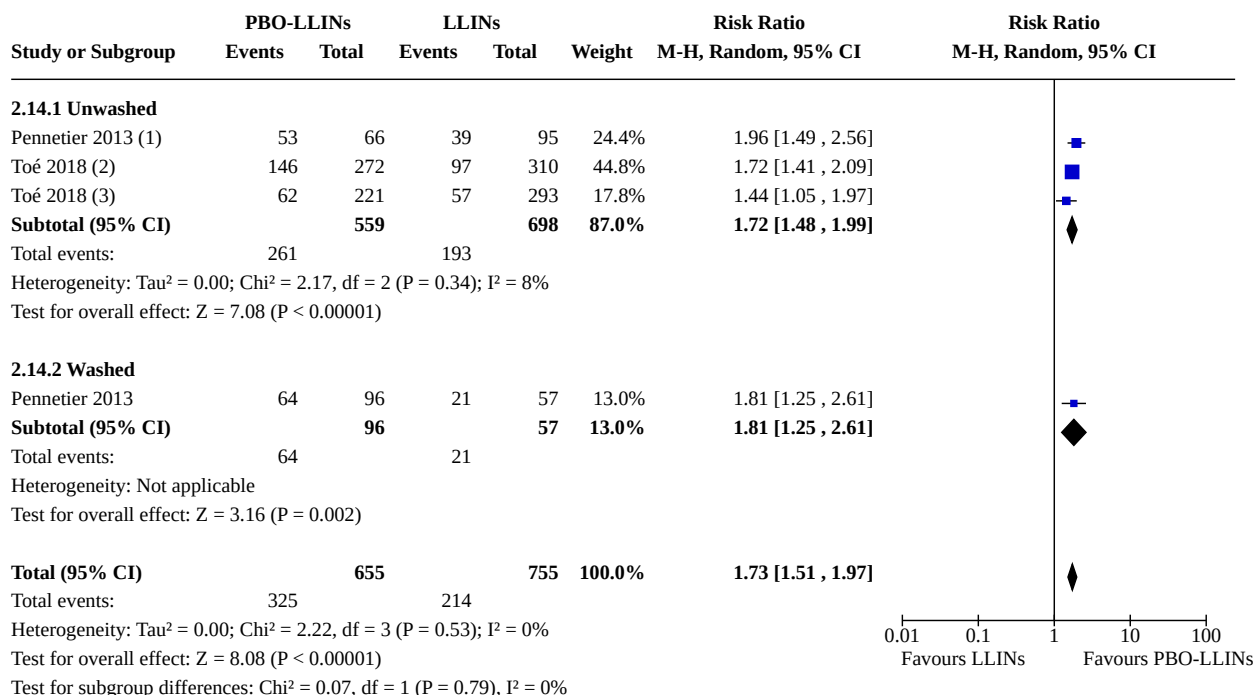 PBO-LLINs LLINs Risk Ratio Risk Ratio
Study or Subgroup Events Total Events Total Weight M-H, Random, 95% CI M-H, Random, 95% CI
2.14.1 Unwashed
Pennetier 2013 (1) 53 66 39 95 24.4% 1.96 [1.49 , 2.56]
Toé 2018 (2) 146 272 97 310 44.8% 1.72 [1.41 , 2.09]
Toé 2018 (3) 62 221 57 293 17.8% 1.44 [1.05 , 1.97]
Subtotal (95% CI) 559 698 87.0% 1.72 [1.48 , 1.99]
Total events: 261 193
Heterogeneity: Tau² = 0.00; Chi² = 2.17, df = 2 (P = 0.34); I² = 8%
Test for overall effect: Z = 7.08 (P < 0.00001)
2.14.2 Washed
Pennetier 2013 64 96 21 57 13.0% 1.81 [1.25 , 2.61]
Subtotal (95% CI) 96 57 13.0% 1.81 [1.25 , 2.61]
Total events: 64 21
Heterogeneity: Not applicable
Test for overall effect: Z = 3.16 (P = 0.002)
Total (95% CI) 655 755 100.0% 1.73 [1.51 , 1.97]
Total events: 325 214
Heterogeneity: Tau² = 0.00; Chi² = 2.22, df = 3 (P = 0.53); I² = 0%
0.01 0.1 1 10 100
Test for overall effect: Z = 8.08 (P < 0.00001) Favours LLINs Favours PBO-LLINs
Test for subgroup differences: Chi² = 0.07, df = 1 (P = 0.79), I² = 0%